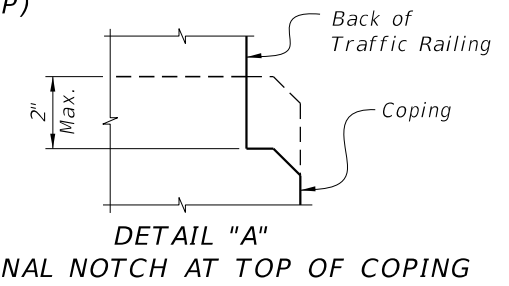 P)
Back of
Traffic Railing
2"
Max.
Coping
DETAIL "A"
NAL NOTCH AT TOP OF COPING